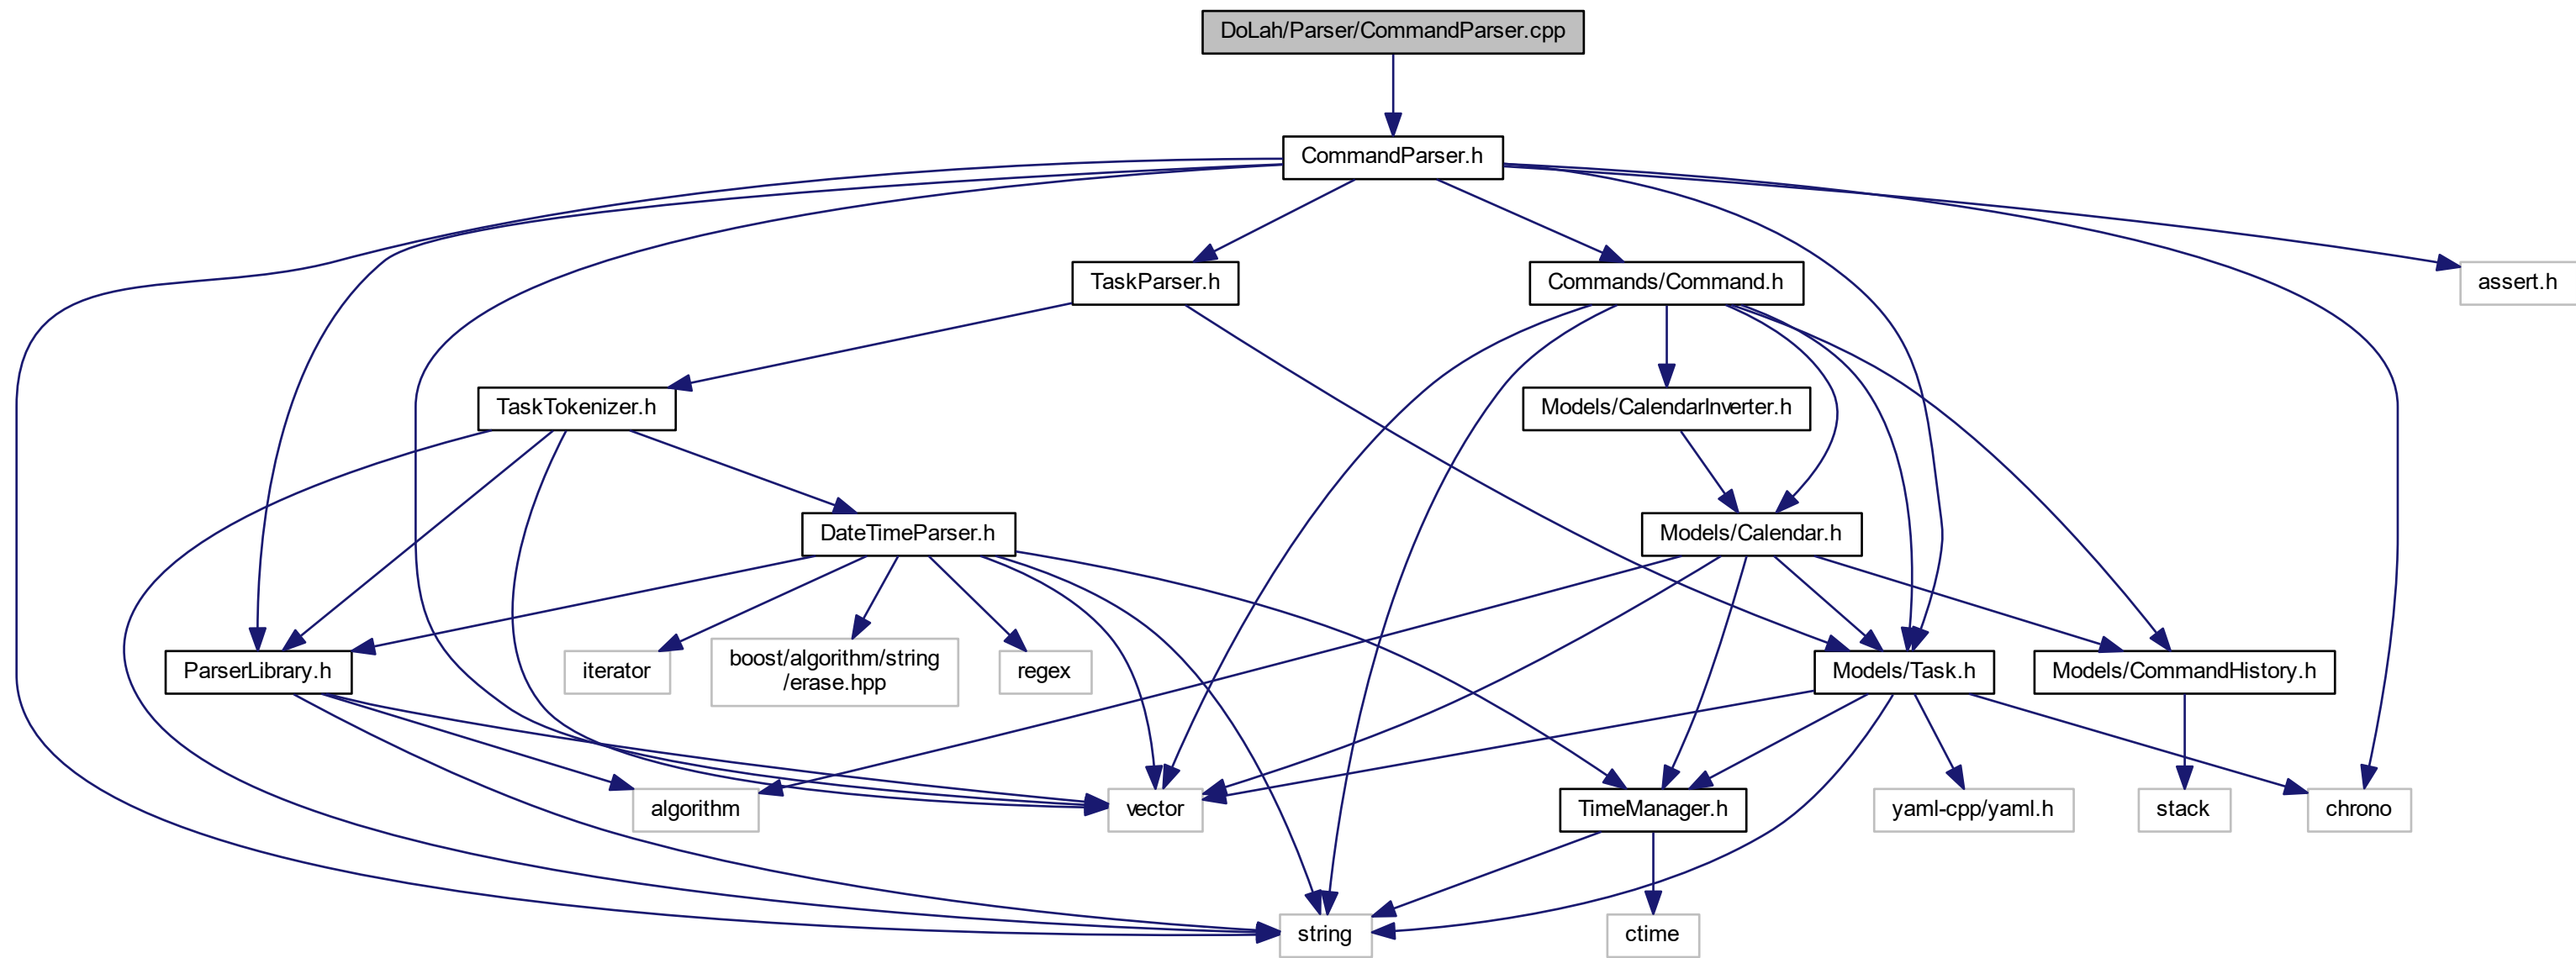 DoLah/Parser/CommandParser.cpp
CommandParser.h
TaskParser.h
Commands/Command.h
assert.h
TaskTokenizer.h
Models/CalendarInverter.h
DateTimeParser.h
Models/Calendar.h
ParserLibrary.h
iterator
boost/algorithm/string
/erase.hpp
regex
Models/Task.h
Models/CommandHistory.h
algorithm
vector
TimeManager.h
yaml-cpp/yaml.h
stack
chrono
string
ctime